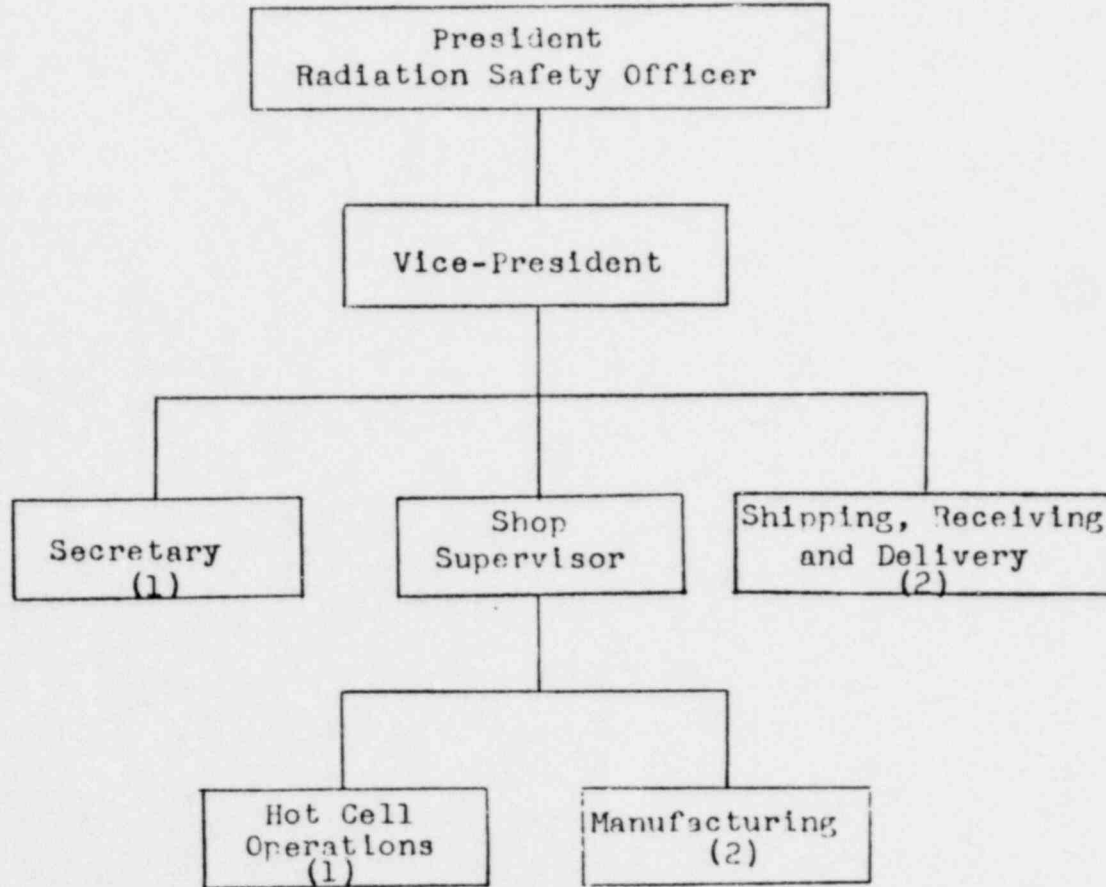 President
Radiation Safety Officer
Vice-President
Secretary
(1)
Shop
Supervisor
Shipping, Receiving
and Delivery
(2)
Hot Cell
Operations
(1)
Manufacturing
(2)